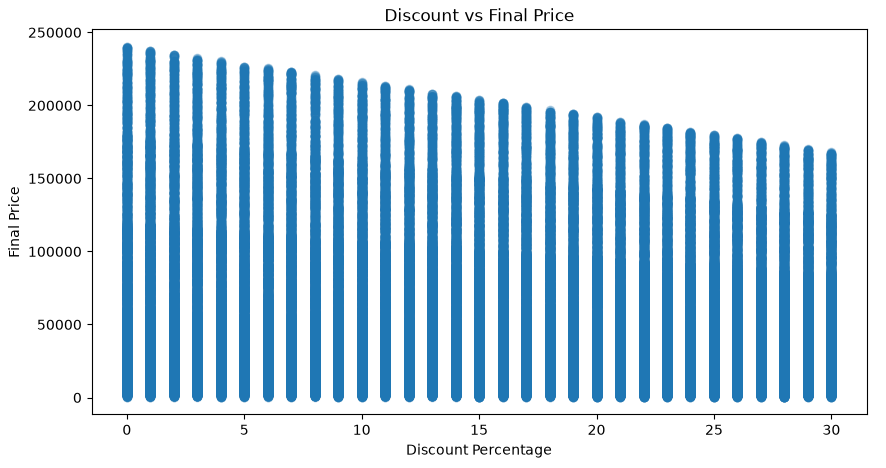 Discount vs Final Price
250000
200000
150000
100000
50000
0
Final Price
0 5 10 15 20 25 30
Discount Percentage